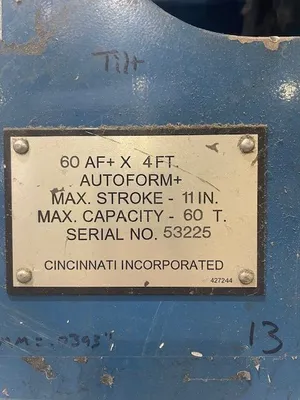 Tilt
60 AF+ X 4 FT.
AUTOFORM+
MAX. STROKE - 11 IN.
MAX. CAPACITY - 60 T.
SERIAL NO. 53225
CINCINNATI INCORPORATED
427244
13